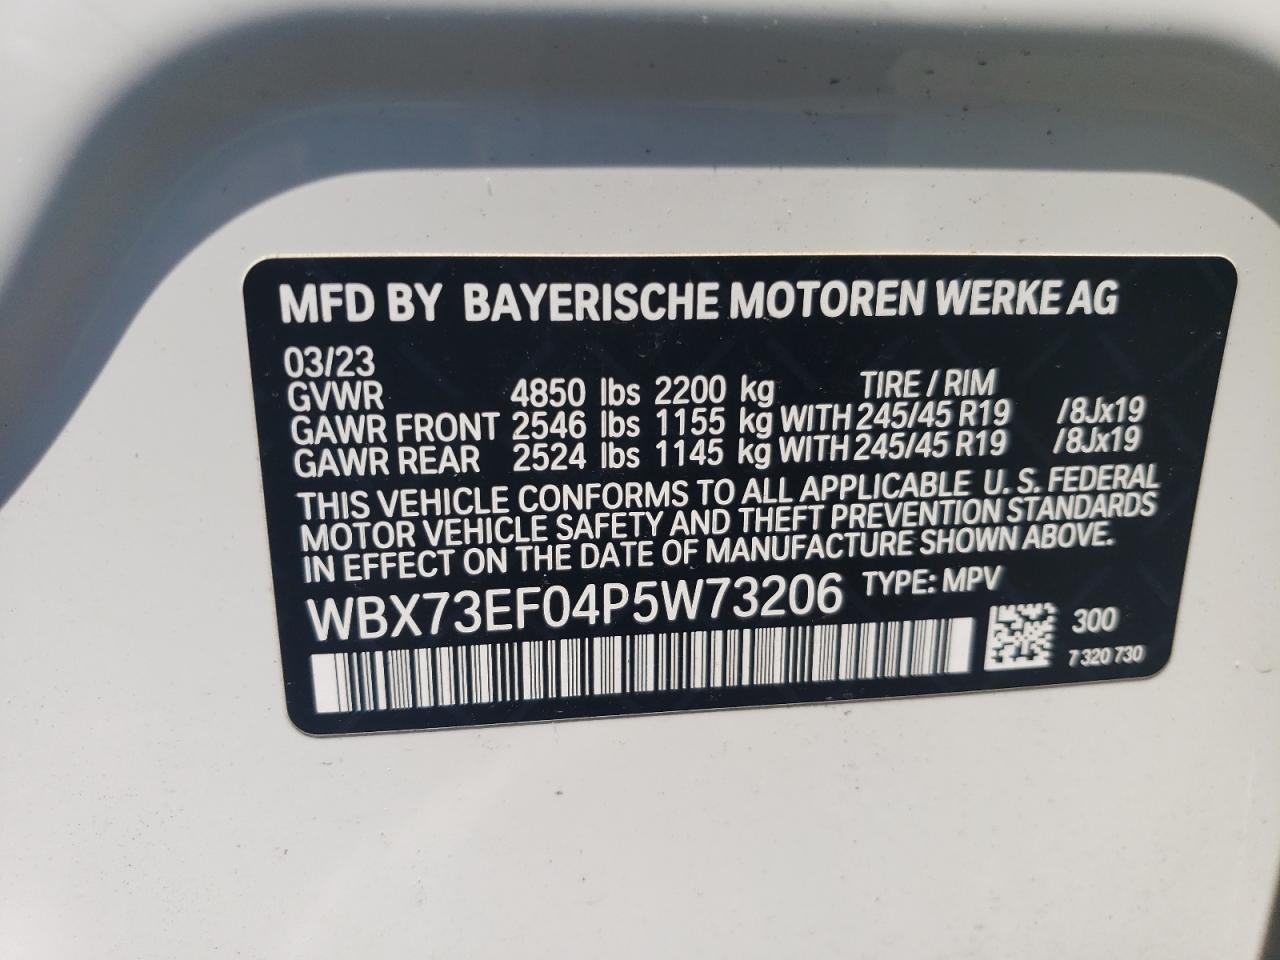 MFD BY BAYERISCHE MOTOREN WERKE AG
03/23
GVWR 4850 lbs 2200 kg TIRE / RIM
GAWR FRONT 2546 lbs 1155 kg WITH 245/45 R19 /8Jx19
GAWR REAR 2524 lbs 1145 kg WITH 245/45 R19 /8Jx19
THIS VEHICLE CONFORMS TO ALL APPLICABLE U. S. FEDERAL
MOTOR VEHICLE SAFETY AND THEFT PREVENTION STANDARDS
IN EFFECT ON THE DATE OF MANUFACTURE SHOWN ABOVE.
WBX73EF04P5W73206 TYPE: MPV
300
7 320 730